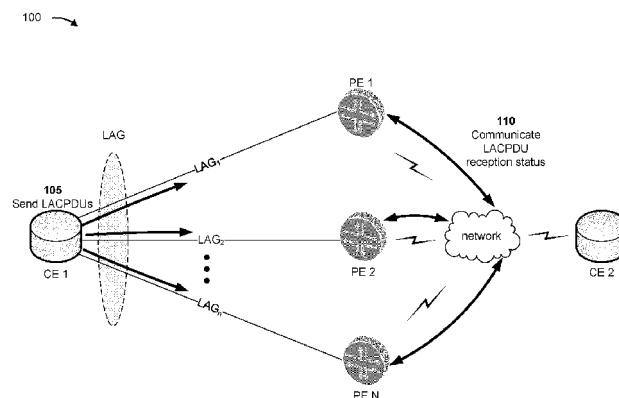 100
PE 1
110
Communicate
LACPDU
reception status
LAG
LAG1
105
Send LACPDUs
CE 1
LAG2
PE 2
network
CE 2
LAGn
PE N